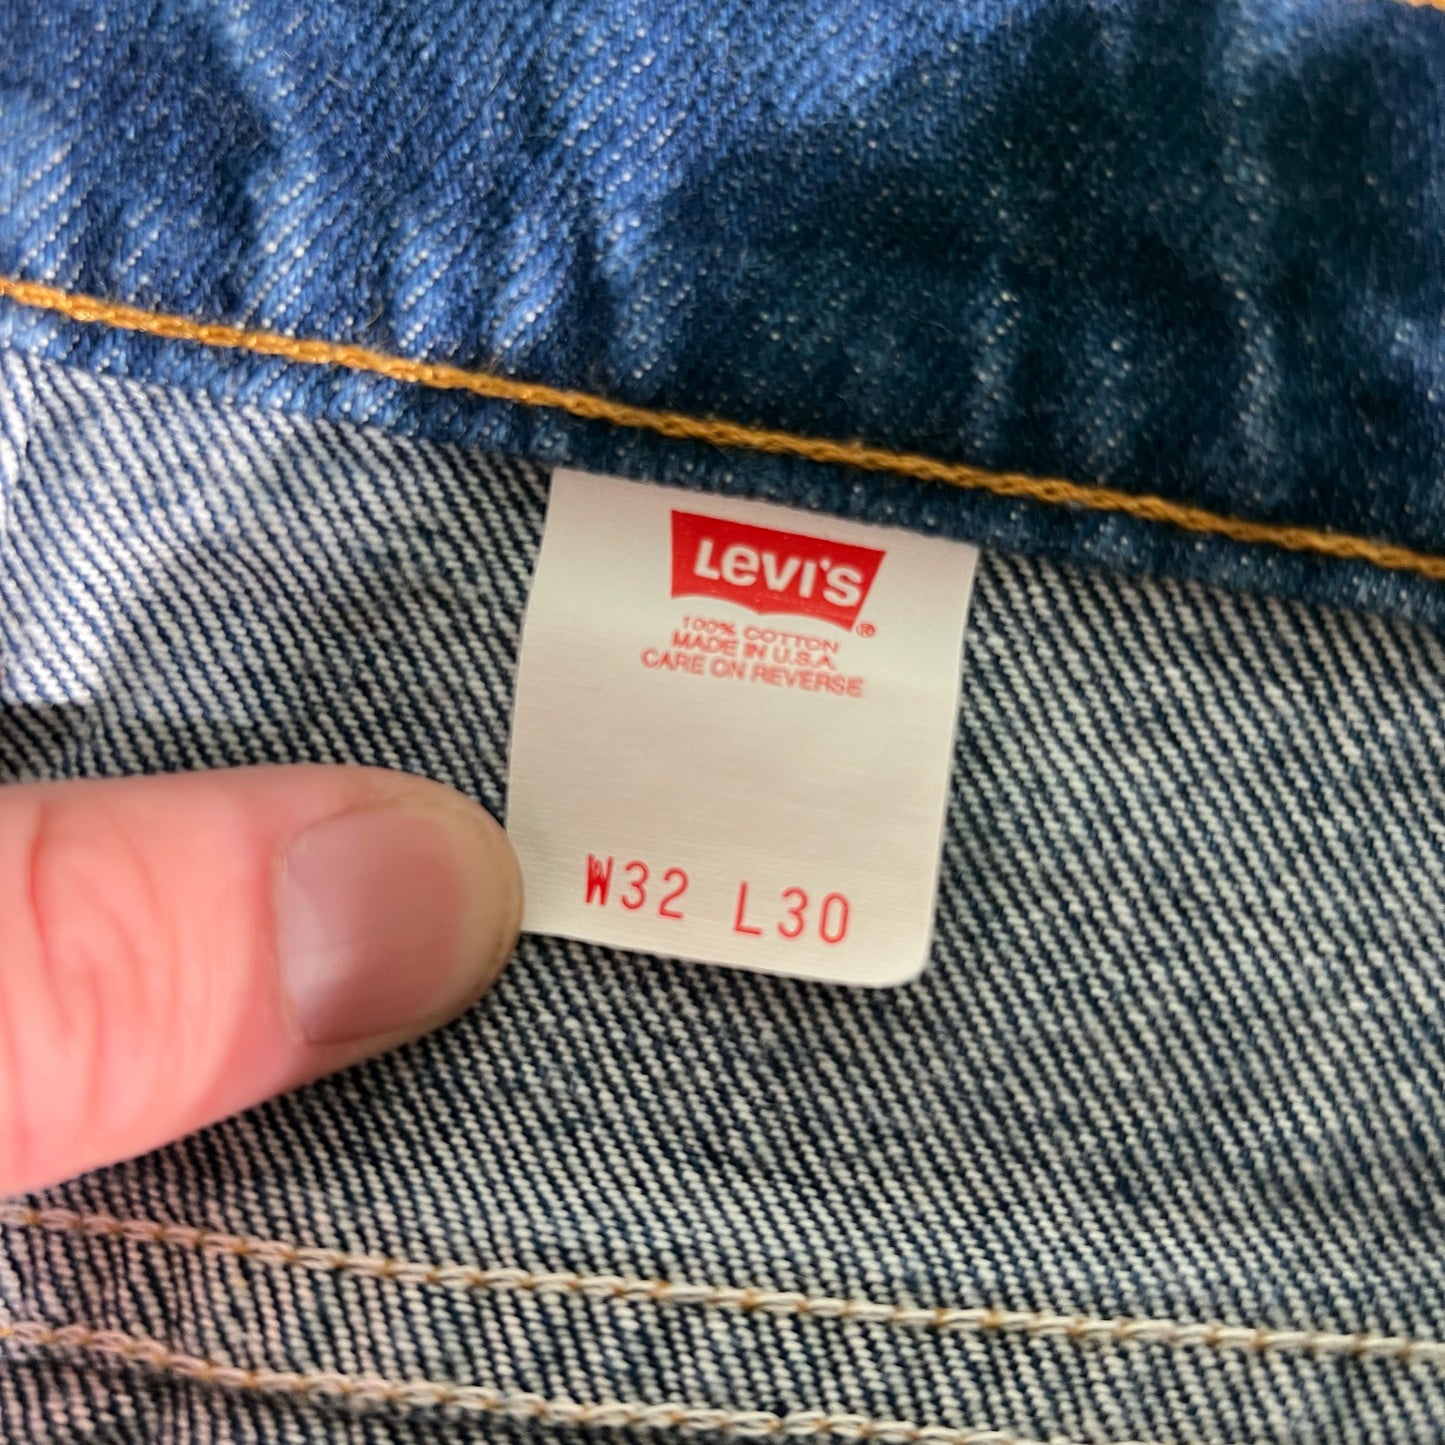 LEVI'S®
100% COTTON
MADE IN U.S.A.
CARE ON REVERSE
W32 L30